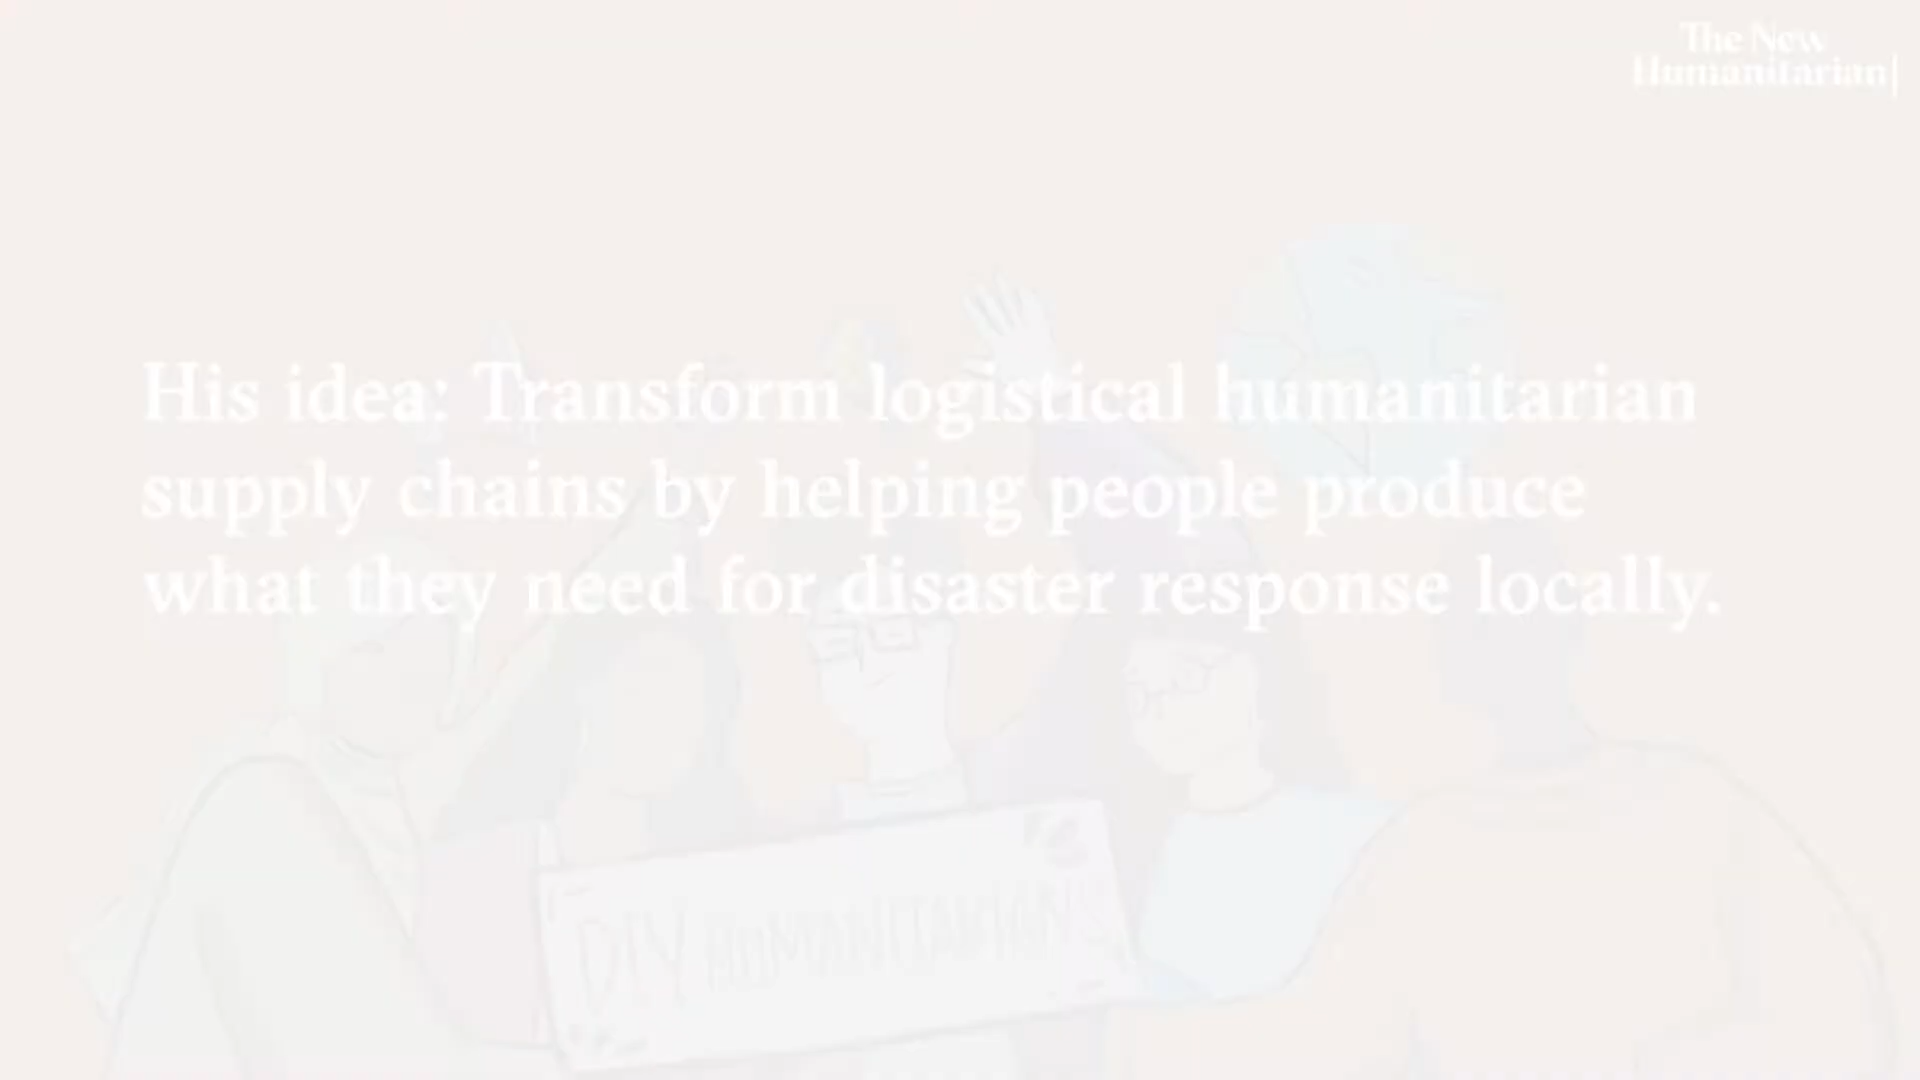 The New
Humanitarian
His idea: Transform logistical humanitarian
supply chains by helping people produce
what they need for disaster response locally.
DIY HUMANITARIANS